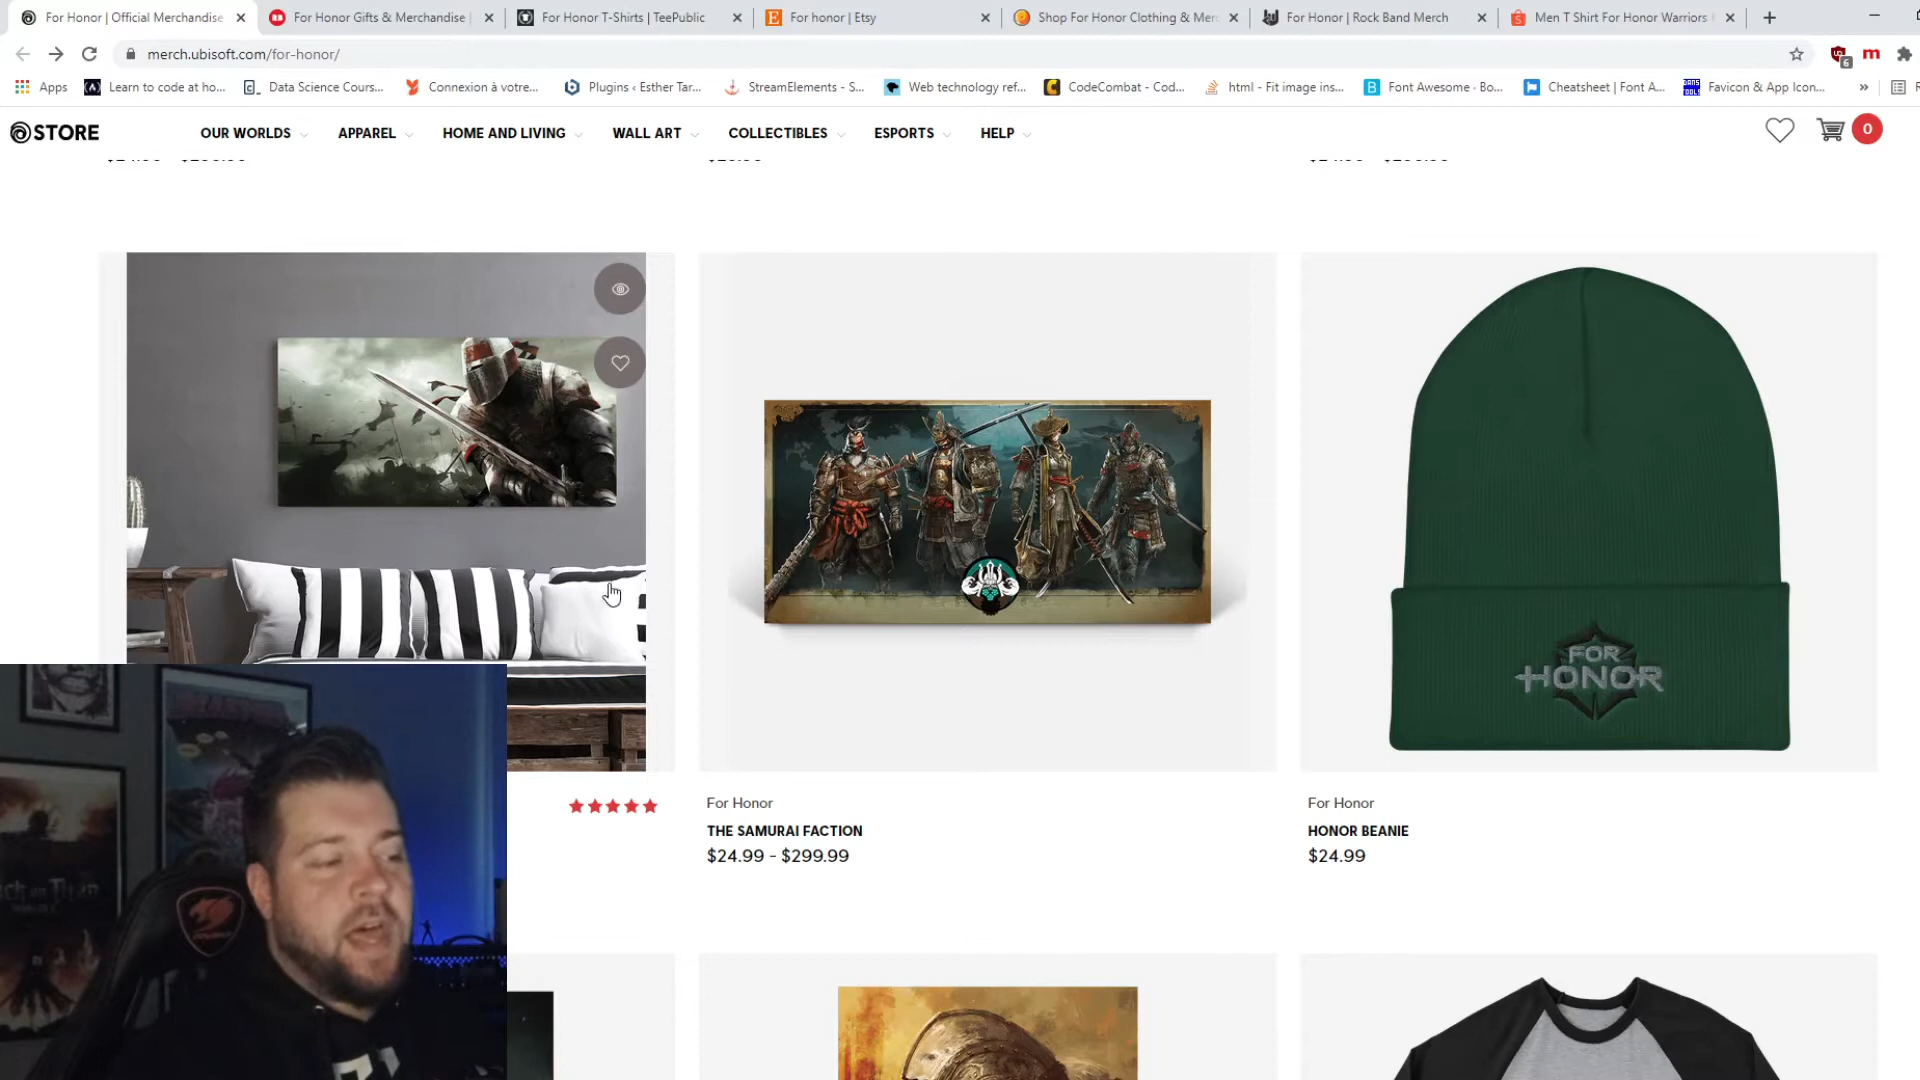 For Honor | Official Merchandise
For Honor Gifts & Merchandise |
For Honor T-Shirts | TeePublic
For honor | Etsy
Shop For Honor Clothing & Merc
For Honor | Rock Band Merch
Men T Shirt For Honor Warriors
merch.ubisoft.com/for-honor/
6
m
Apps
Learn to code at ho...
Data Science Cours...
Connexion à votre...
Plugins ‹ Esther Tar...
StreamElements - S...
Web technology ref...
CodeCombat - Cod...
html - Fit image ins...
Font Awesome · Bo...
Cheatsheet | Font A...
Favicon & App Icon...
»
STORE
OUR WORLDS
APPAREL
HOME AND LIVING
WALL ART
COLLECTIBLES
ESPORTS
HELP
0
FOR
HONOR
For Honor
THE SAMURAI FACTION
$24.99 - $299.99
For Honor
HONOR BEANIE
$24.99